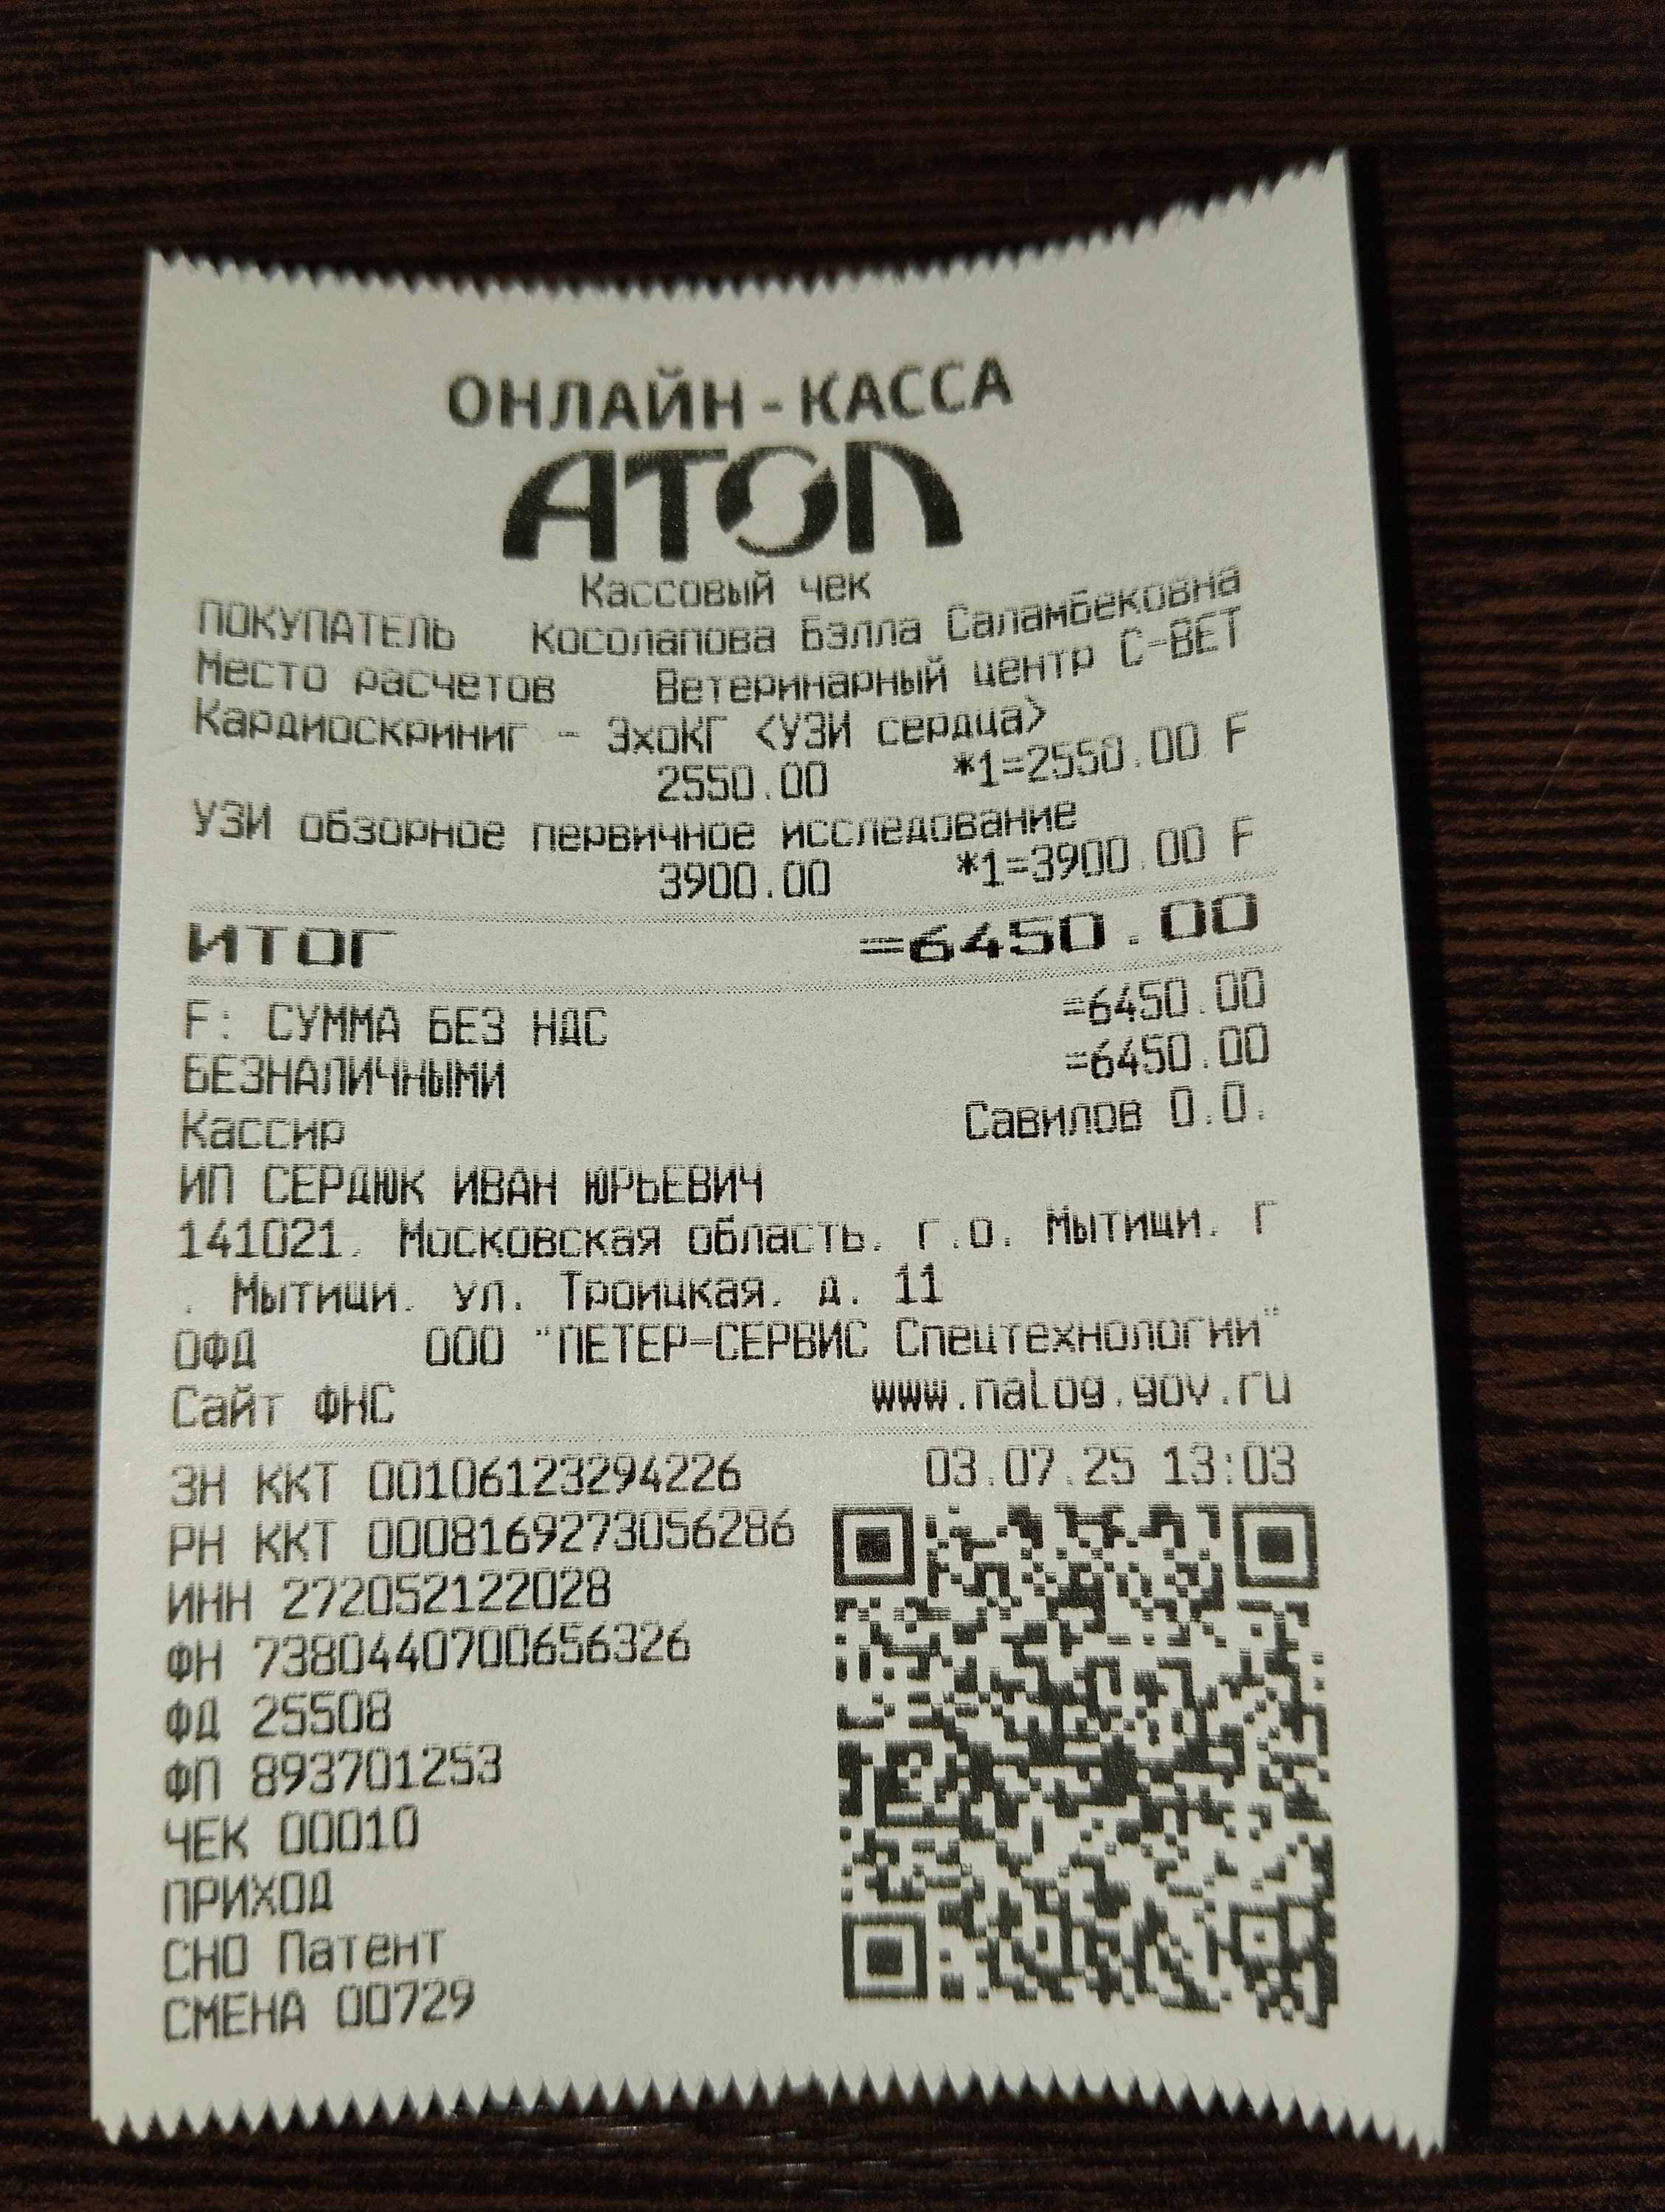 ОНЛАЙН-КАССА
АТОЛ
Кассовый чек
ПОКУПАТЕЛЬ Косолапова Бэлла Саламбековна
Место расчетов Ветеринарный центр С-ВЕТ
Кардиоскриниг - ЭхоКГ <УЗИ сердца>
2550.00 *1=2550.00 F
УЗИ обзорное первичное исследование
3900.00 *1=3900.00 F
ИТОГ =6450.00
F: СУММА БЕЗ НДС =6450.00
БЕЗНАЛИЧНЫМИ =6450.00
Кассир Савилов О.О.
ИП СЕРДЮК ИВАН ЮРЬЕВИЧ
141021, Московская область, г.о. Мытищи, г
. Мытищи, ул. Троицкая, д. 11
ОФД ООО "ПЕТЕР-СЕРВИС Спецтехнологии"
Сайт ФНС www.nalog.gov.ru
ЗН ККТ 00106123294226 03.07.25 13:03
РН ККТ 0008169273056286
ИНН 272052122028
ФН 7380440700656326
ФД 25508
ФП 893701253
ЧЕК 00010
ПРИХОД
СНО Патент
СМЕНА 00729